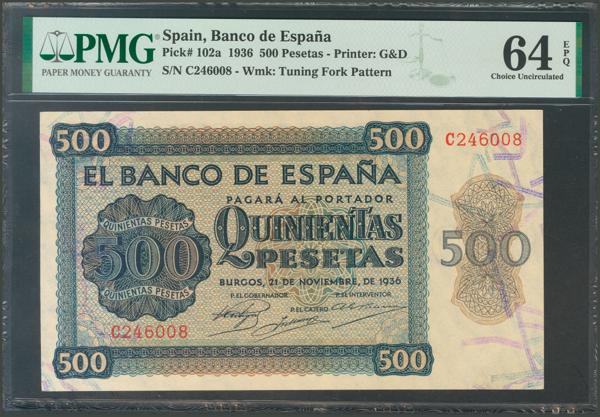 PMG
PAPER MONEY GUARANTY
Spain, Banco de España
Pick# 102a 1936 500 Pesetas - Printer: G&D
S/N C246008 - Wmk: Tuning Fork Pattern
64 EPQ
Choice Uncirculated
500 500
C246008
EL BANCO DE ESPAÑA
PAGARÁ AL PORTADOR
QUINIENTAS
PESETAS
QUINIENTAS PESETAS
500
QUINIENTAS PESETAS
500
BURGOS, 21 DE NOVIEMBRE, DE 1936
P.EL GOBERNADOR P.EL INTERVENTOR
P.EL CAJERO
C246008
500 500